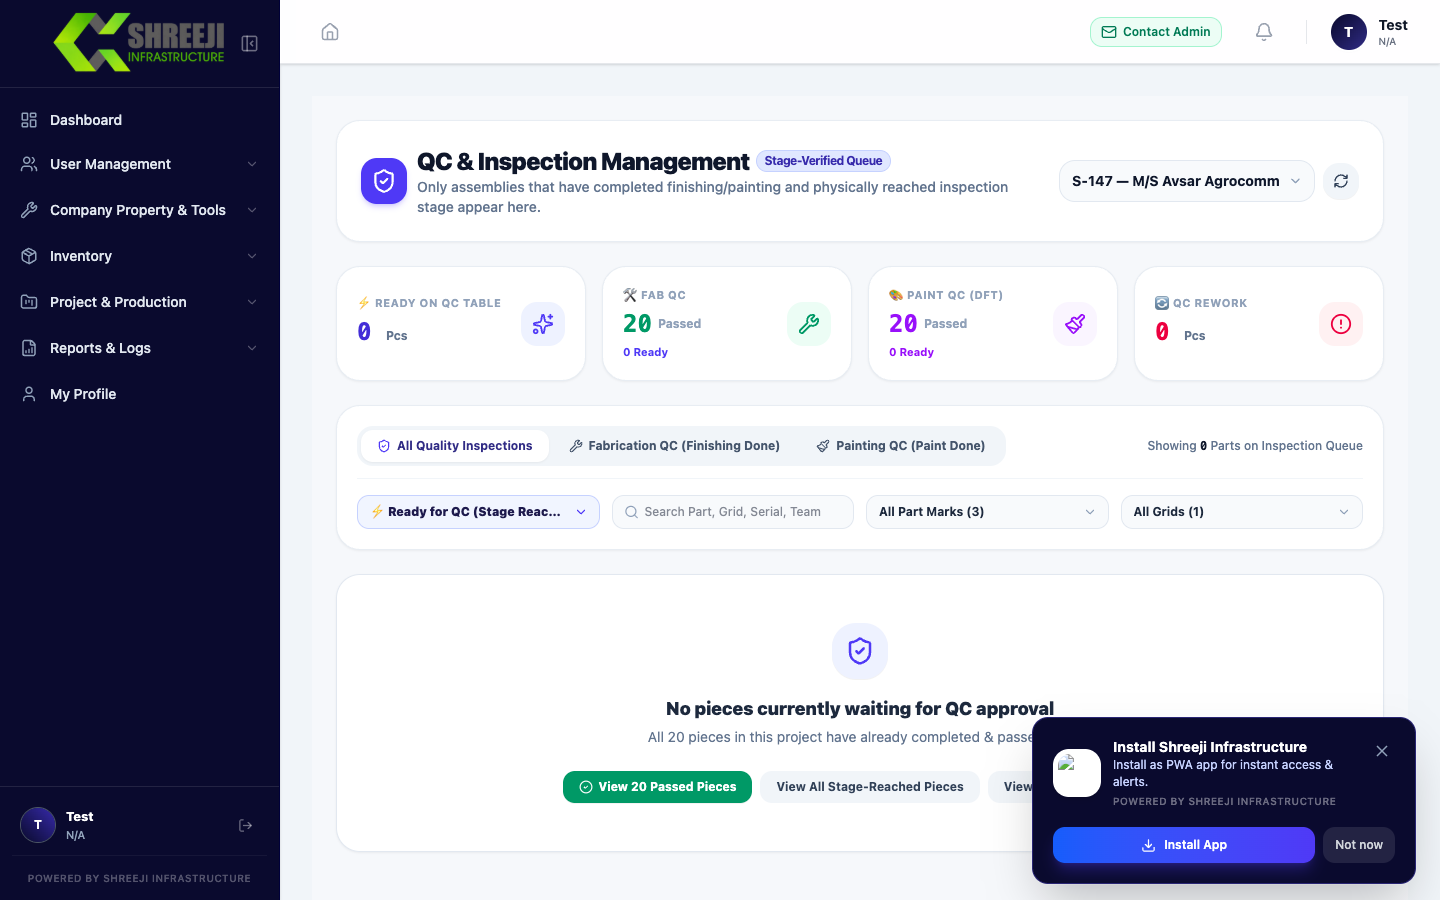 SHREEJI
INFRASTRUCTURE
Dashboard
User Management
Company Property & Tools
Inventory
Project & Production
Reports & Logs
My Profile
T
Test
N/A
POWERED BY SHREEJI INFRASTRUCTURE
Contact Admin
T
Test
N/A
QC & Inspection Management
Stage-Verified Queue
Only assemblies that have completed finishing/painting and physically reached inspection
stage appear here.
S-147 — M/S Avsar Agrocomm
⚡ READY ON QC TABLE
0 Pcs
🛠️ FAB QC
20 Passed
0 Ready
🎨 PAINT QC (DFT)
20 Passed
0 Ready
🔄 QC REWORK
0 Pcs
All Quality Inspections
Fabrication QC (Finishing Done)
Painting QC (Paint Done)
Showing 0 Parts on Inspection Queue
⚡ Ready for QC (Stage Reac...
Search Part, Grid, Serial, Team
All Part Marks (3)
All Grids (1)
No pieces currently waiting for QC approval
All 20 pieces in this project have already completed & passe
View 20 Passed Pieces
View All Stage-Reached Pieces
View
Install Shreeji Infrastructure
Install as PWA app for instant access &
alerts.
POWERED BY SHREEJI INFRASTRUCTURE
Install App
Not now